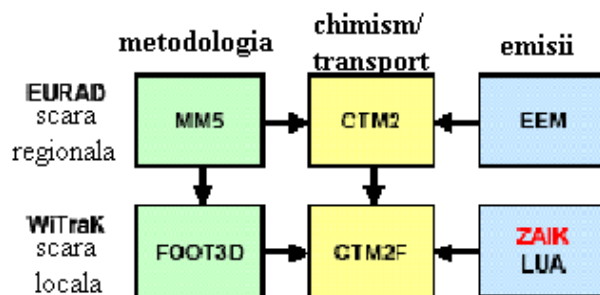 metodologia
chimism/
transport
emisii
EURAD
scara
regionala
MM5
CTM2
EEM
WiTraK
scara
locala
FOOT3D
CTM2F
ZAIK
LUA